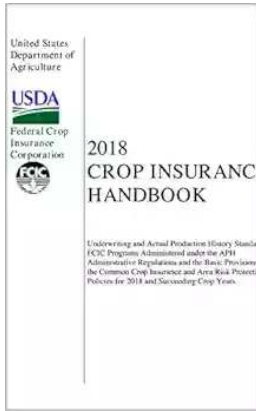 United States
Department of
Agriculture
USDA
Federal Crop
Insurance
Corporation
FCIC
2018
CROP INSURANC
HANDBOOK
Underwriting and Actual Production History Standa
FCIC Programs Administered under the APH
Administrative Regulations and the Basic Provision
the Common Crop Insurance and Area Risk Protecti
Policies for 2018 and Succeeding Crop Years